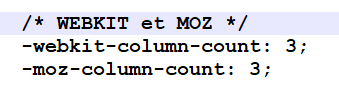 /* WEBKIT et MOZ */
-webkit-column-count: 3;
-moz-column-count: 3;